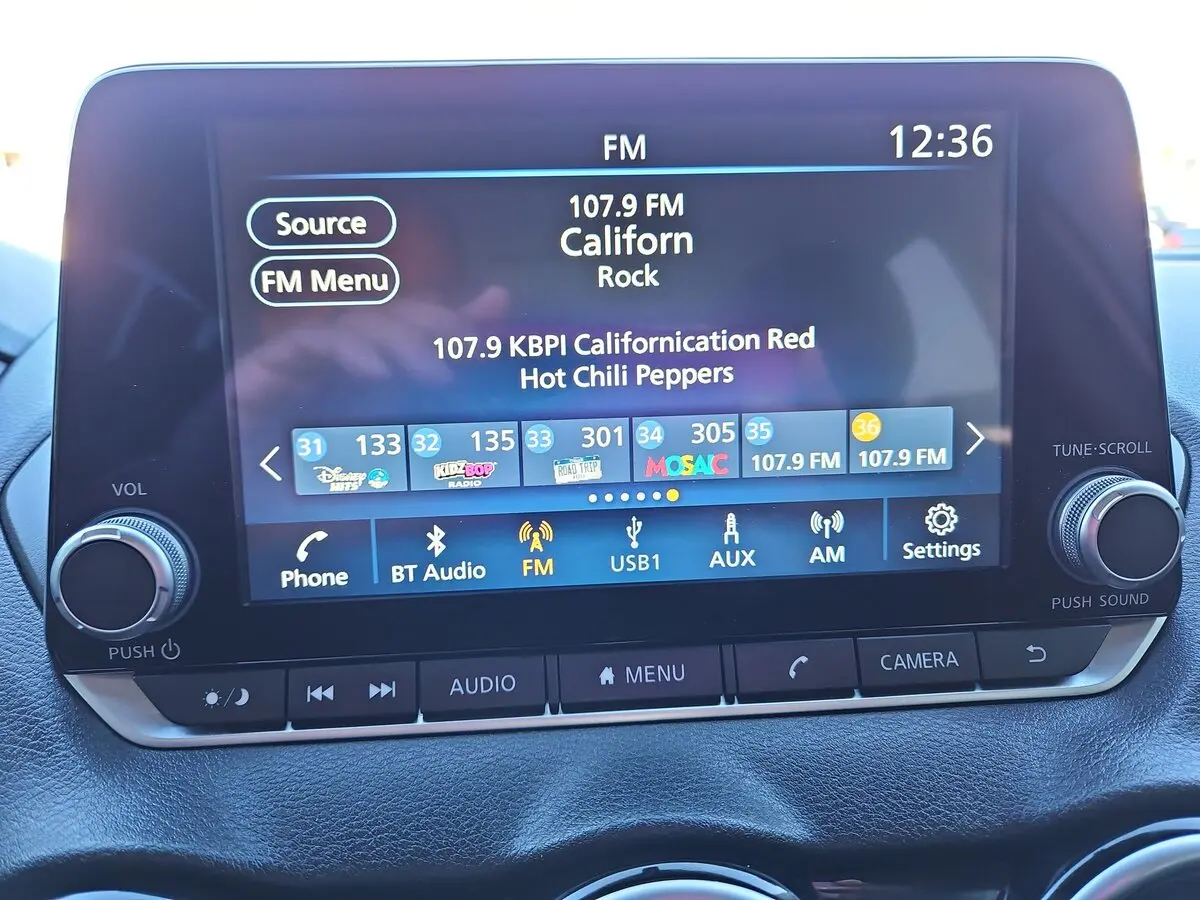 FM
12:36
Source
107.9 FM
Californ
FM Menu
Rock
107.9 KBPI Californication Red
Hot Chili Peppers
31 133 32 135 33 301 34 305 35 36
DISNEY HITS KIDZ BOP RADIO ROAD TRIP MOSAIC 107.9 FM 107.9 FM
Phone BT Audio FM USB1 AUX AM Settings
VOL
PUSH
TUNE·SCROLL
PUSH SOUND
AUDIO MENU CAMERA